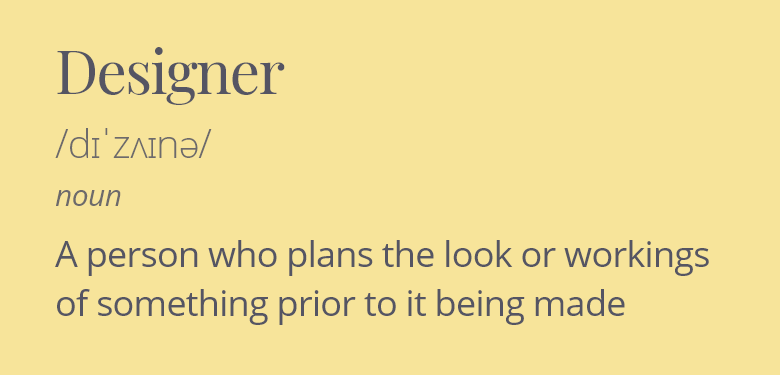 Designer
/dɪˈzʌɪnə/
noun
A person who plans the look or workings
of something prior to it being made